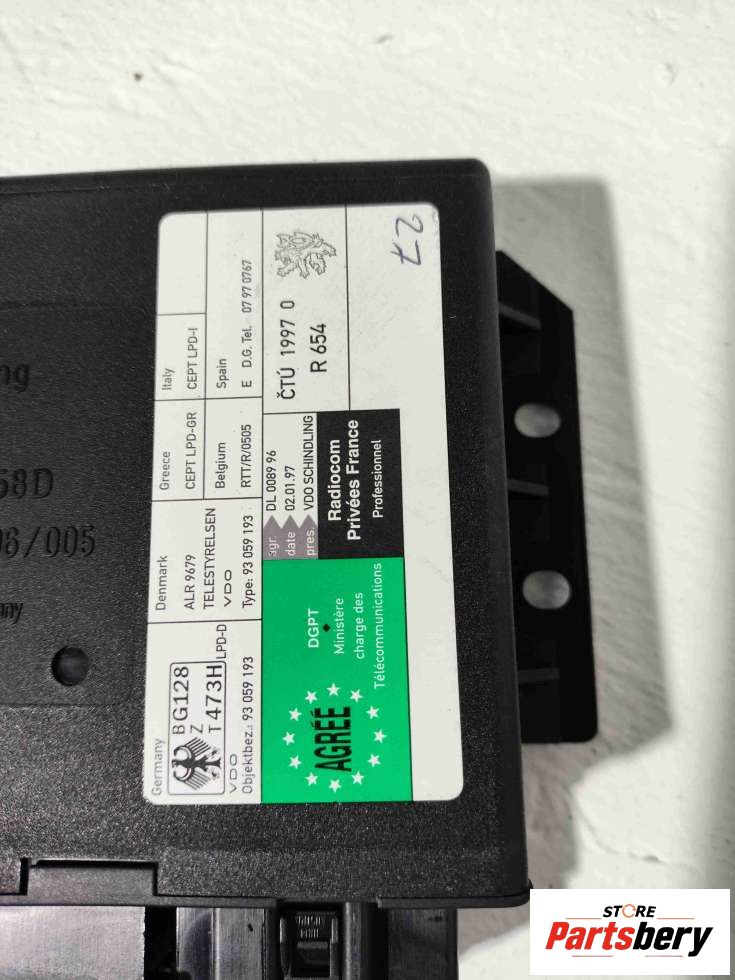 Germany
BG128
Z
T473H
LPD-D
VDO
Objektbez.: 93 059 193
Denmark
ALR 9679
TELESTYRELSEN
VDO
Type: 93 059 193
Greece
CEPT LPD-GR
Italy
CEPT LPD-I
Belgium
RTT/R/0505
Spain
E D.G. Tel. 07 97 0767
AGRÉÉ
DGPT
Ministère
charge des
Télécommunications
agr. DL 0089 96
date 02.01.97
pres. VDO SCHINDLING
Radiocom
Privées France
Professionnel
ČTÚ 1997 0
R 654
27
ng
58D
/005
ny
STORE
Partsbery